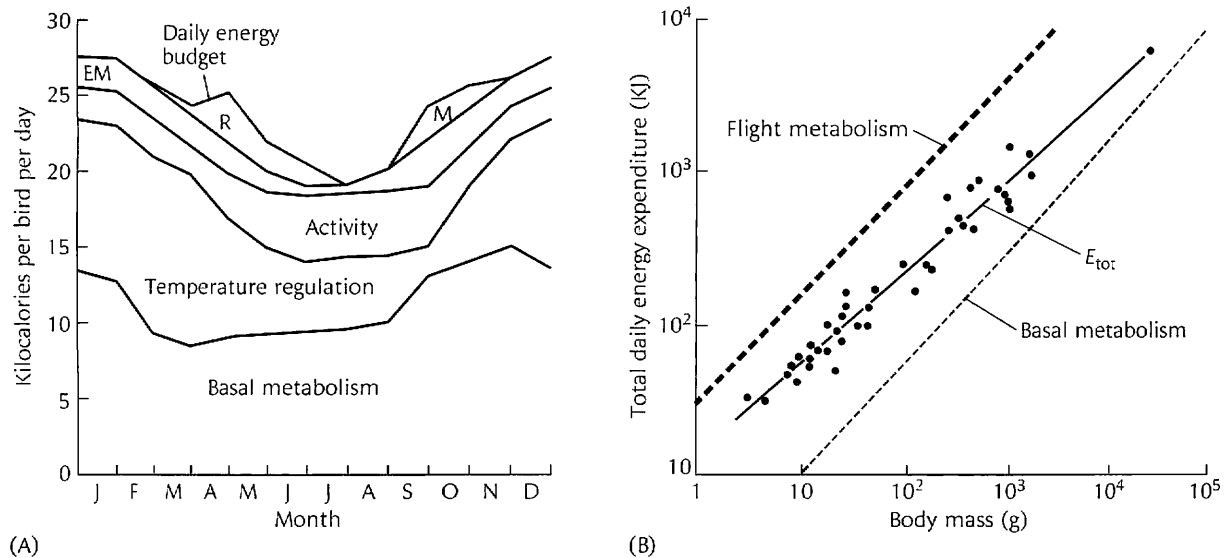 30
25
20
15
10
5
0
Kilocalories per bird per day
Daily energy
budget
EM
R
M
Activity
Temperature regulation
Basal metabolism
J F M A M J J A S O N D
Month
(A)
10⁴
10³
10²
10
Total daily energy expenditure (KJ)
Flight metabolism
E_tot
Basal metabolism
1 10 10² 10³ 10⁴ 10⁵
Body mass (g)
(B)